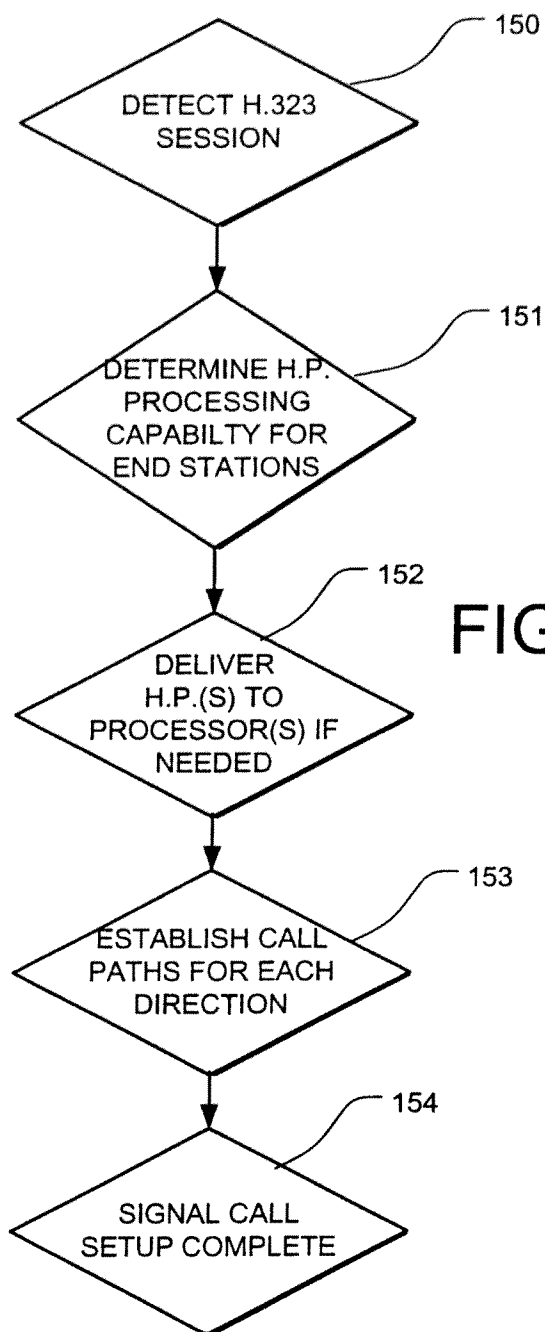 150
DETECT H.323
SESSION
151
DETERMINE H.P.
PROCESSING
CAPABILTY FOR
END STATIONS
152
FIG
DELIVER
H.P.(S) TO
PROCESSOR(S) IF
NEEDED
153
ESTABLISH CALL
PATHS FOR EACH
DIRECTION
154
SIGNAL CALL
SETUP COMPLETE